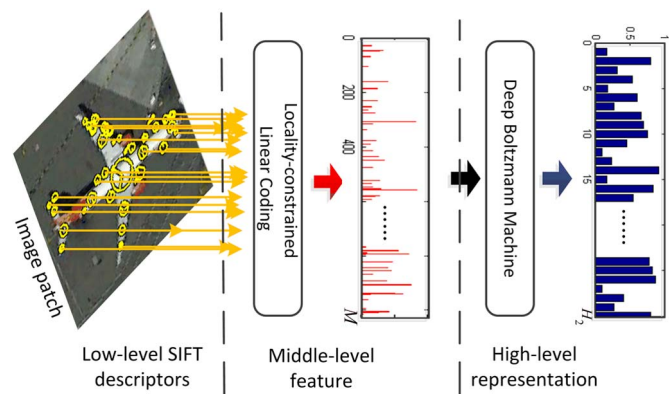 Image patch
Locality-constrained
Linear Coding
0
200
400
M
Deep Boltzmann Machine
0 0.5 1
0
5
10
15
H2
Low-level SIFT
descriptors
Middle-level
feature
High-level
representation